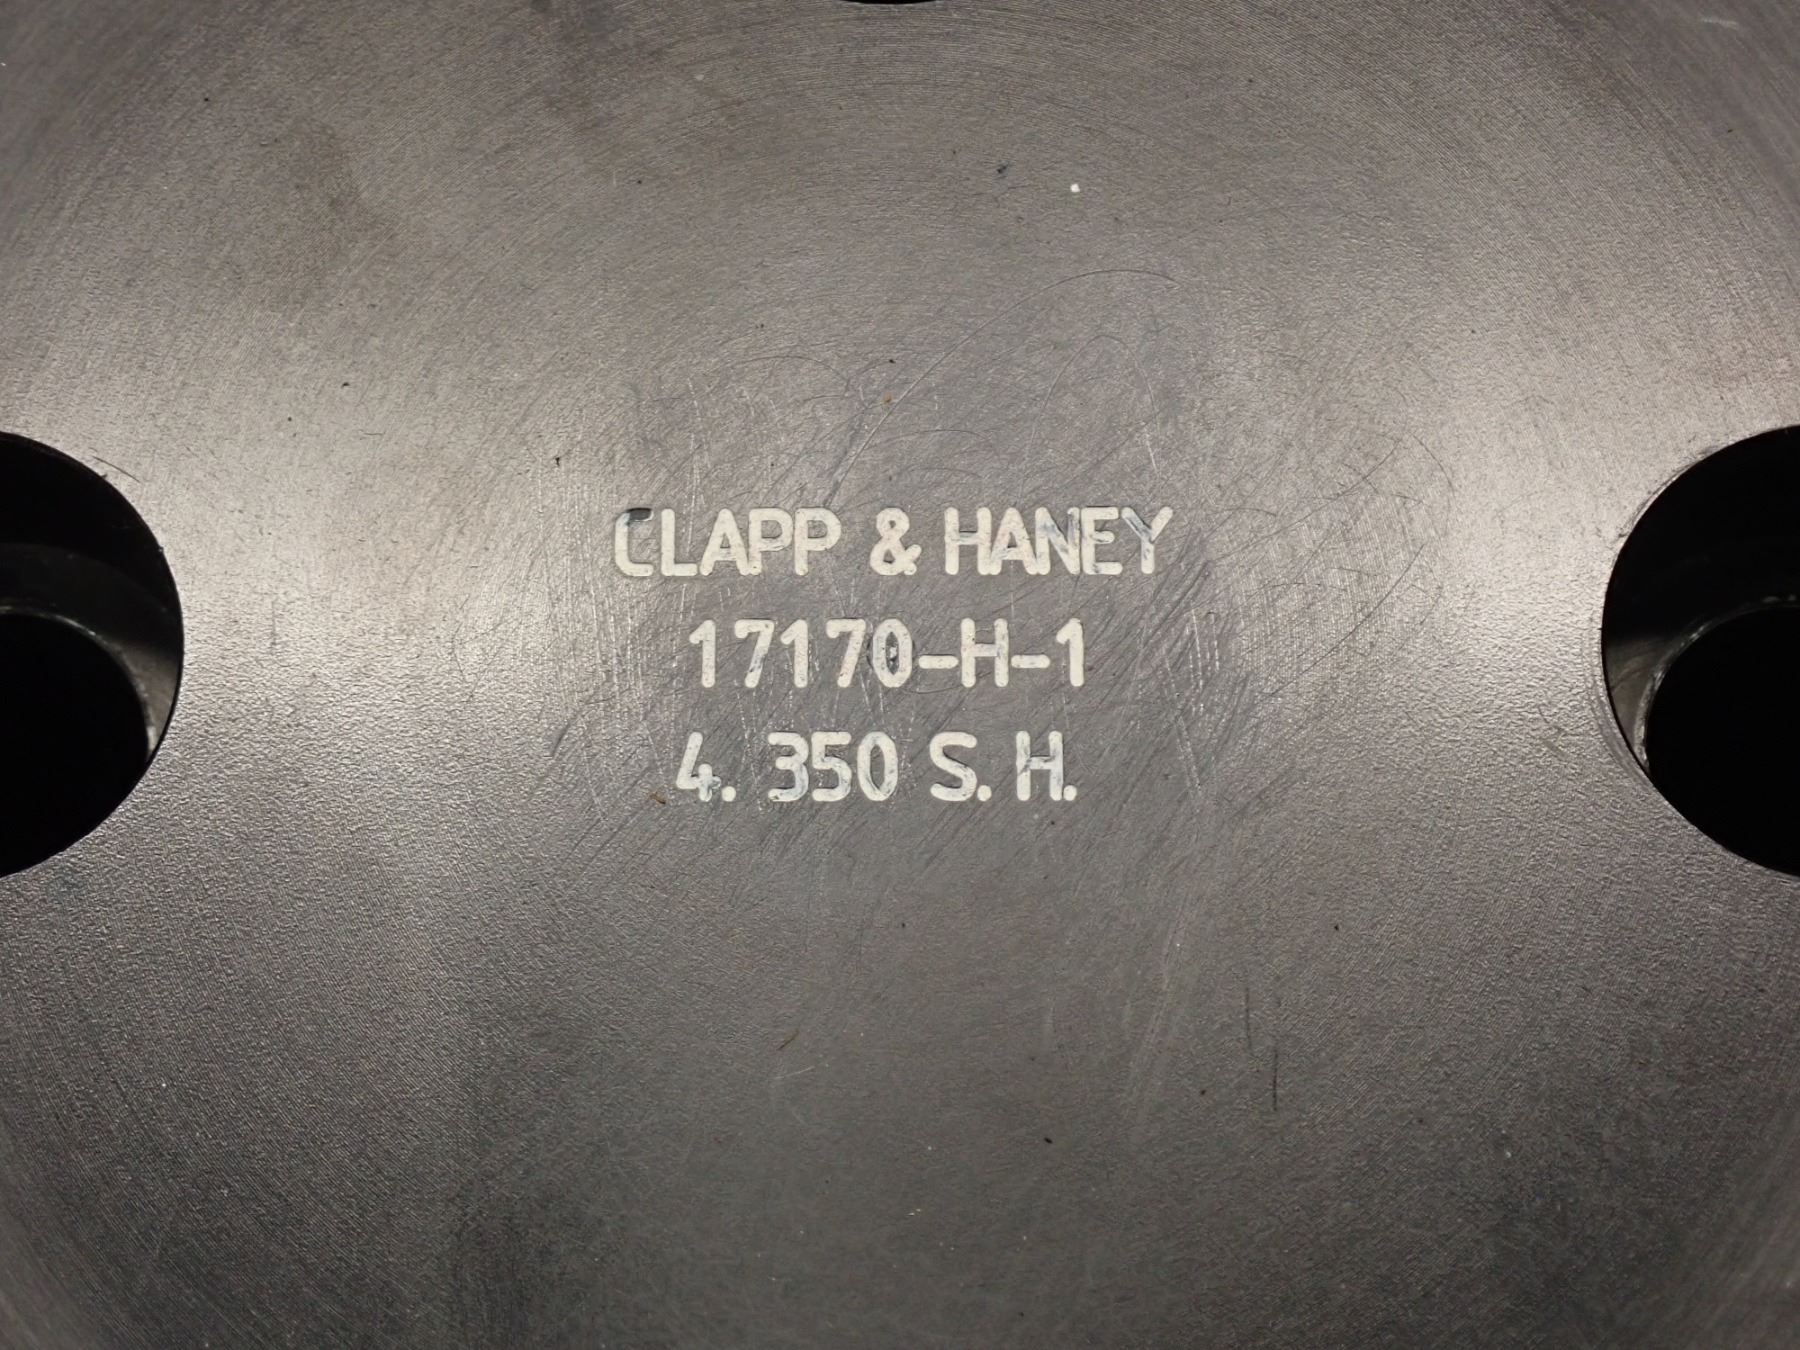 CLAPP & HANEY
17170-H-1
4. 350 S. H.